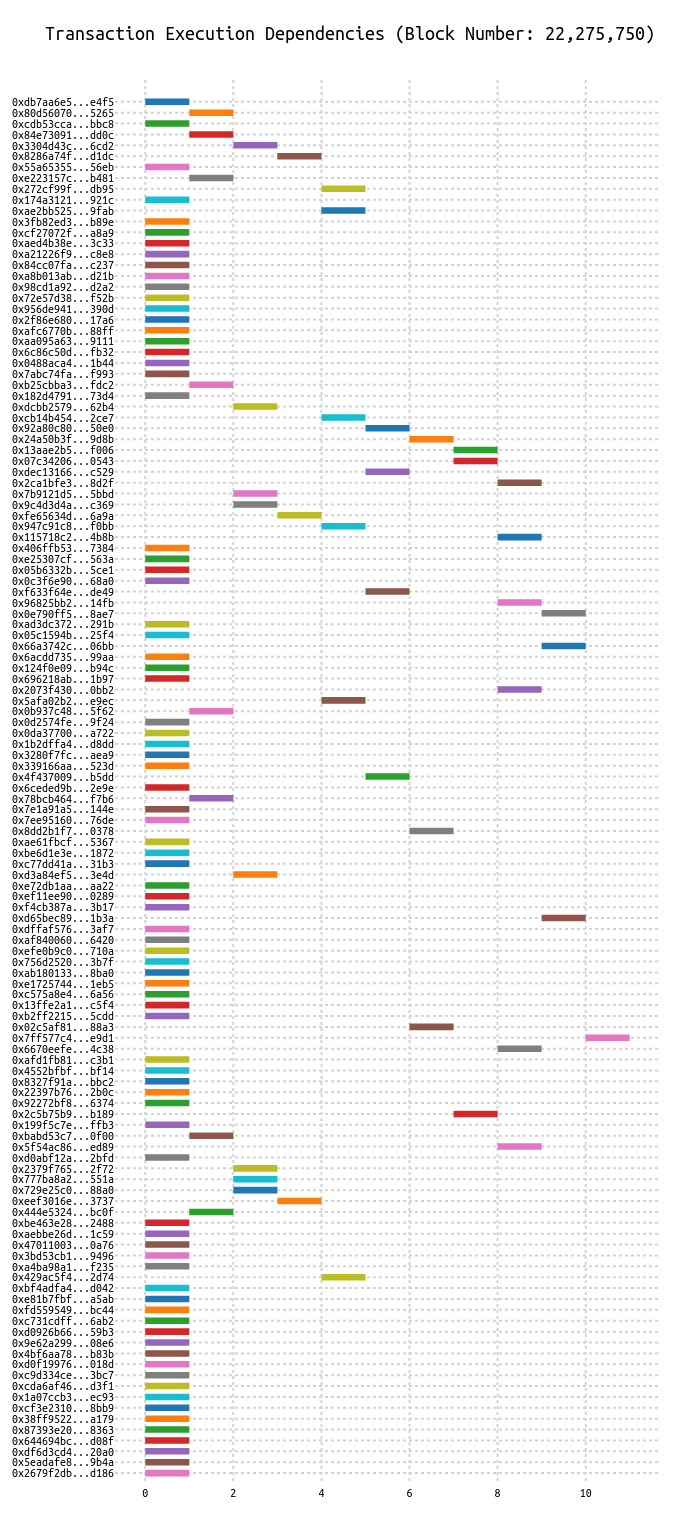 Transaction Execution Dependencies (Block Number: 22,275,750)
0xdb7aa6e5...e4f5
0x80d56070...5265
0xcdb53cca...bbc8
0x84e73091...dd0c
0x3304d43c...6cd2
0x8286a74f...d1dc
0x55a65355...56eb
0xe223157c...b481
0x272cf99f...db95
0x174a3121...921c
0xae2bb525...9fab
0x3fb82ed3...b89e
0xcf27072f...a8a9
0xaed4b38e...3c33
0xa21226f9...c8e8
0x84cc07fa...c237
0xa8b013ab...d21b
0x98cd1a92...d2a2
0x72e57d38...f52b
0x956de941...390d
0x2f86e680...17a6
0xafc6770b...88ff
0xaa095a63...9111
0x6c86c50d...fb32
0x0488aca4...1b44
0x7abc74fa...f993
0xb25cbba3...fdc2
0x182d4791...73d4
0xdcbb2579...62b4
0xcb14b454...2ce7
0x92a80c80...50e0
0x24a50b3f...9d8b
0x13aae2b5...f006
0x07c34206...0543
0xdec13166...c529
0x2ca1bfe3...8d2f
0x7b9121d5...5bbd
0x9c4d3d4a...c369
0xfe65634d...6a9a
0x947c91c8...f0bb
0x115718c2...4b8b
0x406ffb53...7384
0xe25307cf...563a
0x05b6332b...5ce1
0x0c3f6e90...68a0
0xf633f64e...de49
0x96825bb2...14fb
0x0e790ff5...8ae7
0xad3dc372...291b
0x05c1594b...25f4
0x66a3742c...06bb
0x6acdd735...99aa
0x124f0e09...b94c
0x696218ab...1b97
0x2073f430...0bb2
0x5afa02b2...e9ec
0x0b937c48...5f62
0x0d2574fe...9f24
0x0da37700...a722
0x1b2dffa4...d8dd
0x3280f7fc...aea9
0x339166aa...523d
0x4f437009...b5dd
0x6ceded9b...2e9e
0x78bcb464...f7b6
0x7e1a91a5...144e
0x7ee95160...76de
0x8dd2b1f7...0378
0xae61fbcf...5367
0xbe6d1e3e...1872
0xc77dd41a...31b3
0xd3a84ef5...3e4d
0xe72db1aa...aa22
0xef11ee90...0289
0xf4cb387a...3b17
0xd65bec89...1b3a
0xdffaf576...3af7
0xaf840060...6420
0xefe0b9c0...710a
0x756d2520...3b7f
0xab180133...8ba0
0xe1725744...1eb5
0xc575a8e4...6a56
0x13ffe2a1...c5f4
0xb2ff2215...5cdd
0x02c5af81...88a3
0x7ff577c4...e9d1
0x6670eefe...4c38
0xafd1fb81...c3b1
0x4552bfbf...bf14
0x8327f91a...bbc2
0x22397b76...2b0c
0x92272bf8...6374
0x2c5b75b9...b189
0x199f5c7e...ffb3
0xbabd53c7...0f00
0x5f54ac86...ed89
0xd0abf12a...2bfd
0x2379f765...2f72
0x777ba8a2...551a
0x729e25c0...88a0
0xeef3016e...3737
0x444e5324...bc0f
0xbe463e28...2488
0xaebbe26d...1c59
0x47011003...0a76
0x3bd53cb1...9496
0xa4ba98a1...f235
0x429ac5f4...2d74
0xbf4adfa4...d042
0xe81b7fbf...a5ab
0xfd559549...bc44
0xc731cdff...6ab2
0xd0926b66...59b3
0x9e62a299...08e6
0x4bf6aa78...b83b
0xd0f19976...018d
0xc9d334ce...3bc7
0xcda6af46...d3f1
0x1a07ccb3...ec93
0xcf3e2310...8bb9
0x38ff9522...a179
0x87393e20...8363
0x644694bc...d08f
0xdf6d3cd4...20a0
0x5eadafe8...9b4a
0x2679f2db...d186
0 2 4 6 8 10